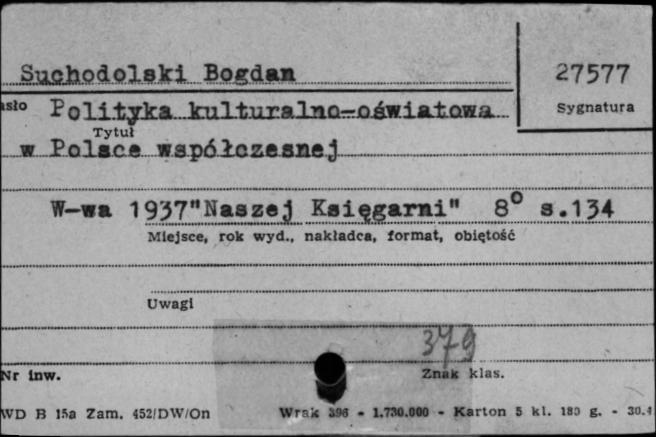 Suchodolski Bogdan
27577
Sygnatura
asło Polityka kulturalno-oświatowa
Tytuł
w Polsce współczesnej
W-wa 1937"Naszej Księgarni" 8° s.134
Miejsce, rok wyd., nakładca, format, obiętość
Uwagi
379
Nr inw.
Znak klas.
WD B 15a Zam. 452/DW/On Wrak 396 - 1.730.000 - Karton 5 kl. 180 g. - 30.4